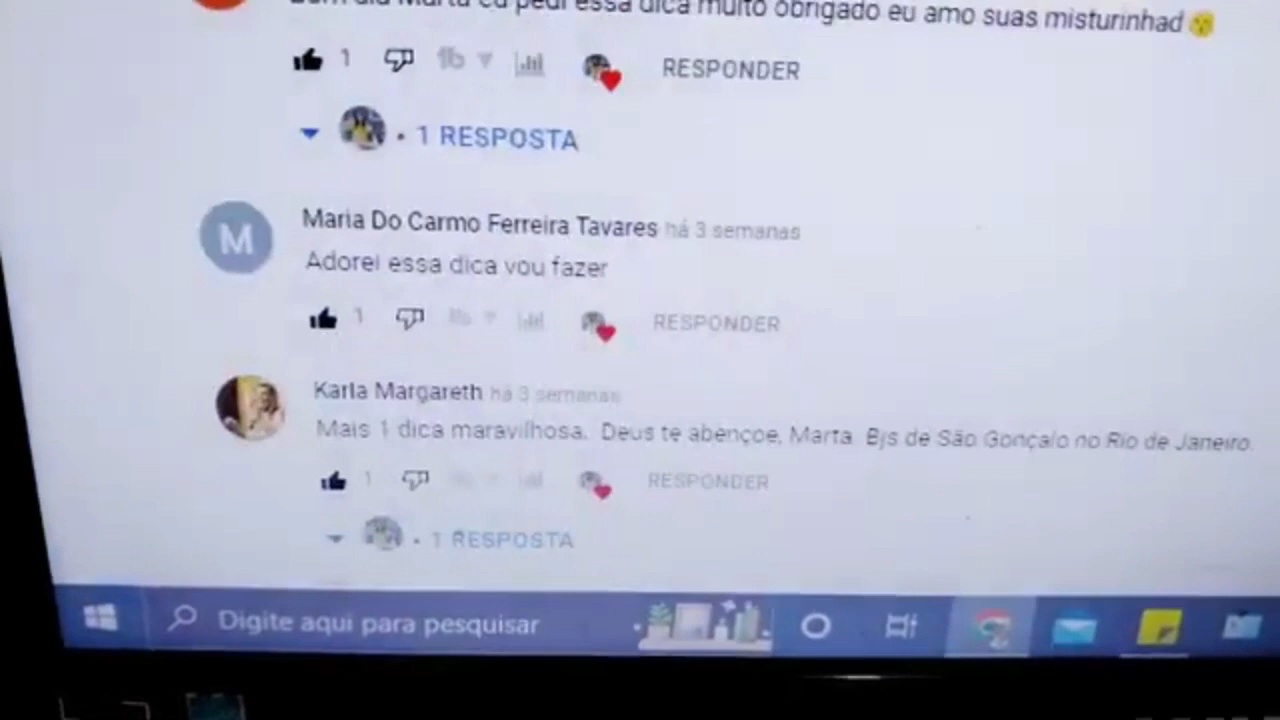 Bom dia Marta eu pedi essa dica muito obrigado eu amo suas misturinhad
1 RESPONDER
• 1 RESPOSTA
M
Maria Do Carmo Ferreira Tavares há 3 semanas
Adorei essa dica vou fazer
1 RESPONDER
Karla Margareth há 3 semanas
Mais 1 dica maravilhosa. Deus te abençoe, Marta. Bjs de São Gonçalo no Rio de Janeiro.
1 RESPONDER
• 1 RESPOSTA
Digite aqui para pesquisar